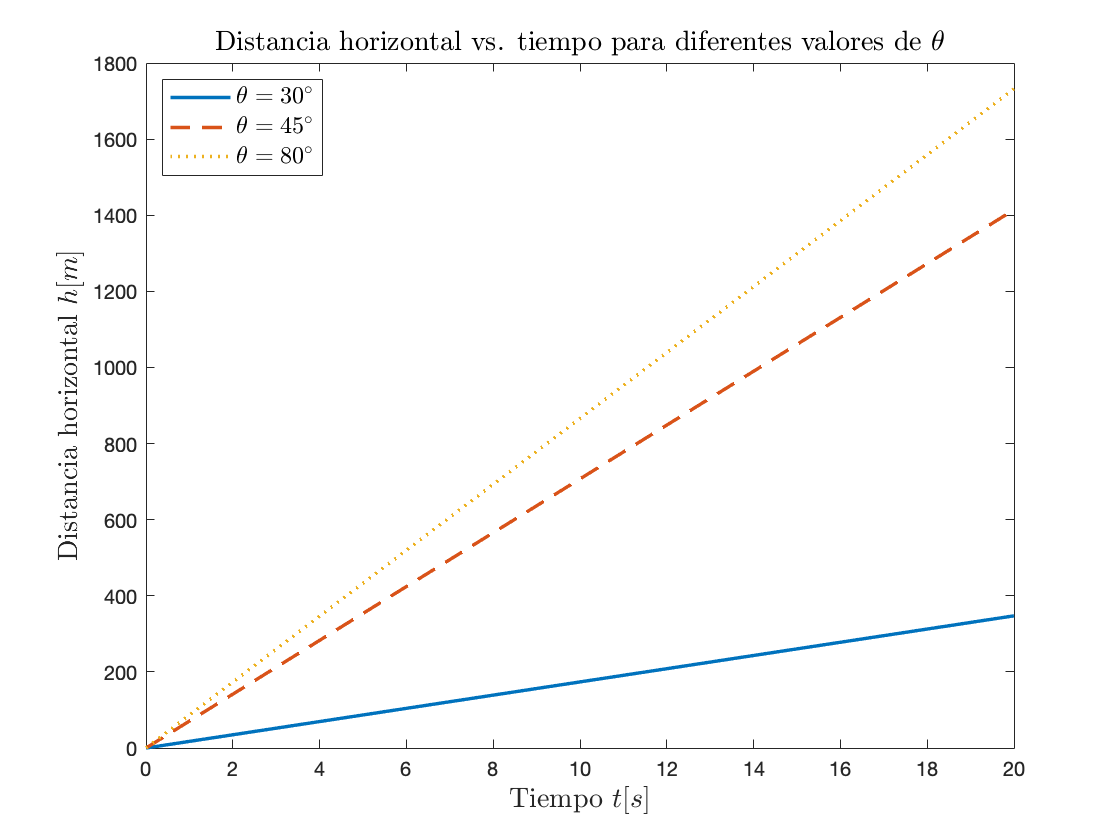 Distancia horizontal vs. tiempo para diferentes valores de θ
1800
1600
1400
1200
1000
800
600
400
200
0
θ = 30°
θ = 45°
θ = 80°
Distancia horizontal h[m]
0 2 4 6 8 10 12 14 16 18 20
Tiempo t[s]